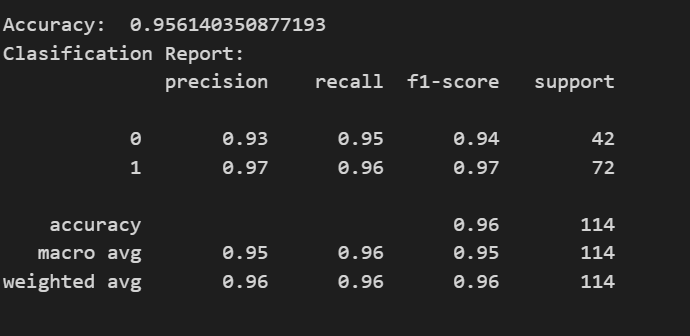 Accuracy:  0.956140350877193
Clasification Report:
              precision    recall  f1-score   support

           0       0.93      0.95      0.94        42
           1       0.97      0.96      0.97        72

    accuracy                           0.96       114
   macro avg       0.95      0.96      0.95       114
weighted avg       0.96      0.96      0.96       114